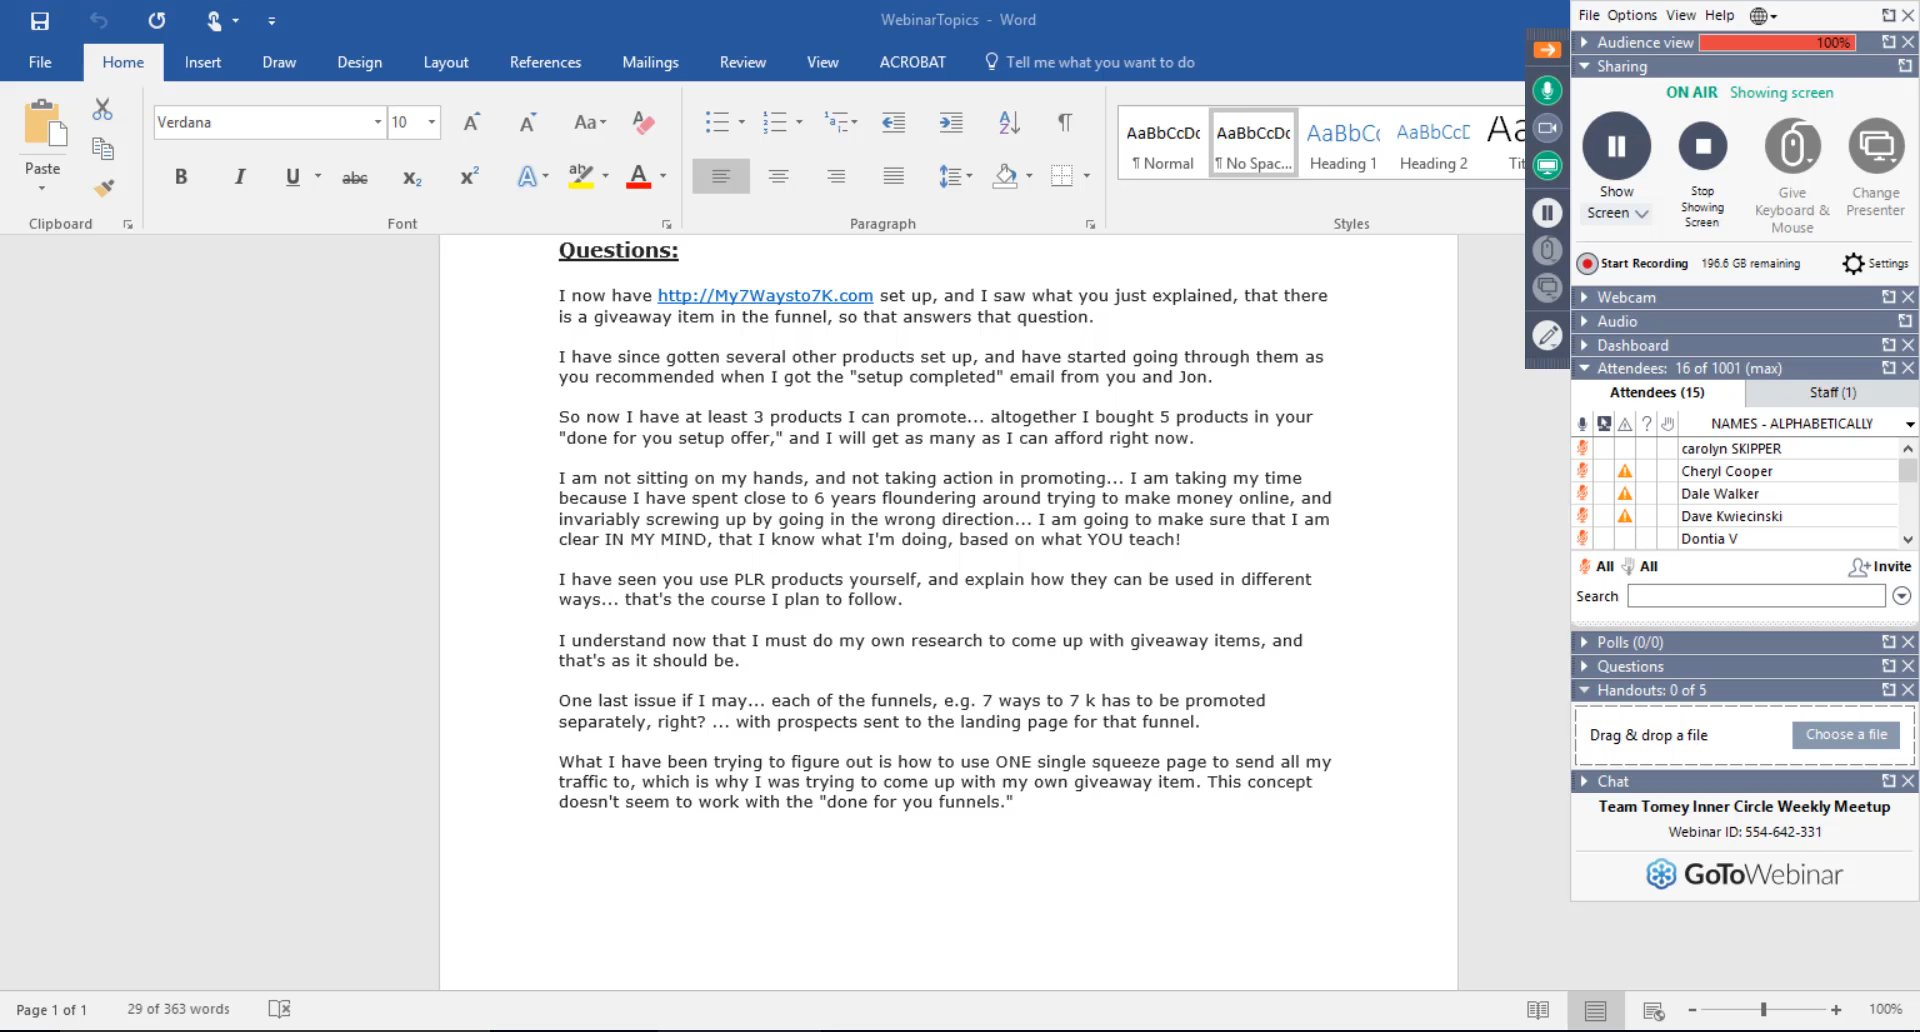 WebinarTopics - Word
File Home Insert Draw Design Layout References Mailings Review View ACROBAT Tell me what you want to do
Paste
Clipboard
Verdana 10
Aa
B I U abc X₂ X² A ab A
Font
Paragraph
AaBbCcDc AaBbCcDc AaBbC AaBbCcD Aa
¶ Normal ¶ No Spac... Heading 1 Heading 2
Styles
Questions:
I now have http://My7Waysto7K.com set up, and I saw what you just explained, that there
is a giveaway item in the funnel, so that answers that question.
I have since gotten several other products set up, and have started going through them as
you recommended when I got the "setup completed" email from you and Jon.
So now I have at least 3 products I can promote... altogether I bought 5 products in your
"done for you setup offer," and I will get as many as I can afford right now.
I am not sitting on my hands, and not taking action in promoting... I am taking my time
because I have spent close to 6 years floundering around trying to make money online, and
invariably screwing up by going in the wrong direction... I am going to make sure that I am
clear IN MY MIND, that I know what I'm doing, based on what YOU teach!
I have seen you use PLR products yourself, and explain how they can be used in different
ways... that's the course I plan to follow.
I understand now that I must do my own research to come up with giveaway items, and
that's as it should be.
One last issue if I may... each of the funnels, e.g. 7 ways to 7 k has to be promoted
separately, right? ... with prospects sent to the landing page for that funnel.
What I have been trying to figure out is how to use ONE single squeeze page to send all my
traffic to, which is why I was trying to come up with my own giveaway item. This concept
doesn't seem to work with the "done for you funnels."
Page 1 of 1 29 of 363 words
100%
File Options View Help
Audience view 100%
Sharing
ON AIR Showing screen
Show
Screen
Stop
Showing
Screen
Give
Keyboard &
Mouse
Change
Presenter
Start Recording 196.6 GB remaining Settings
Webcam
Audio
Dashboard
Attendees: 16 of 1001 (max)
Attendees (15) Staff (1)
? NAMES - ALPHABETICALLY
carolyn SKIPPER
Cheryl Cooper
Dale Walker
Dave Kwiecinski
Dontia V
All All Invite
Search
Polls (0/0)
Questions
Handouts: 0 of 5
Drag & drop a file Choose a file
Chat
Team Tomey Inner Circle Weekly Meetup
Webinar ID: 554-642-331
GoToWebinar